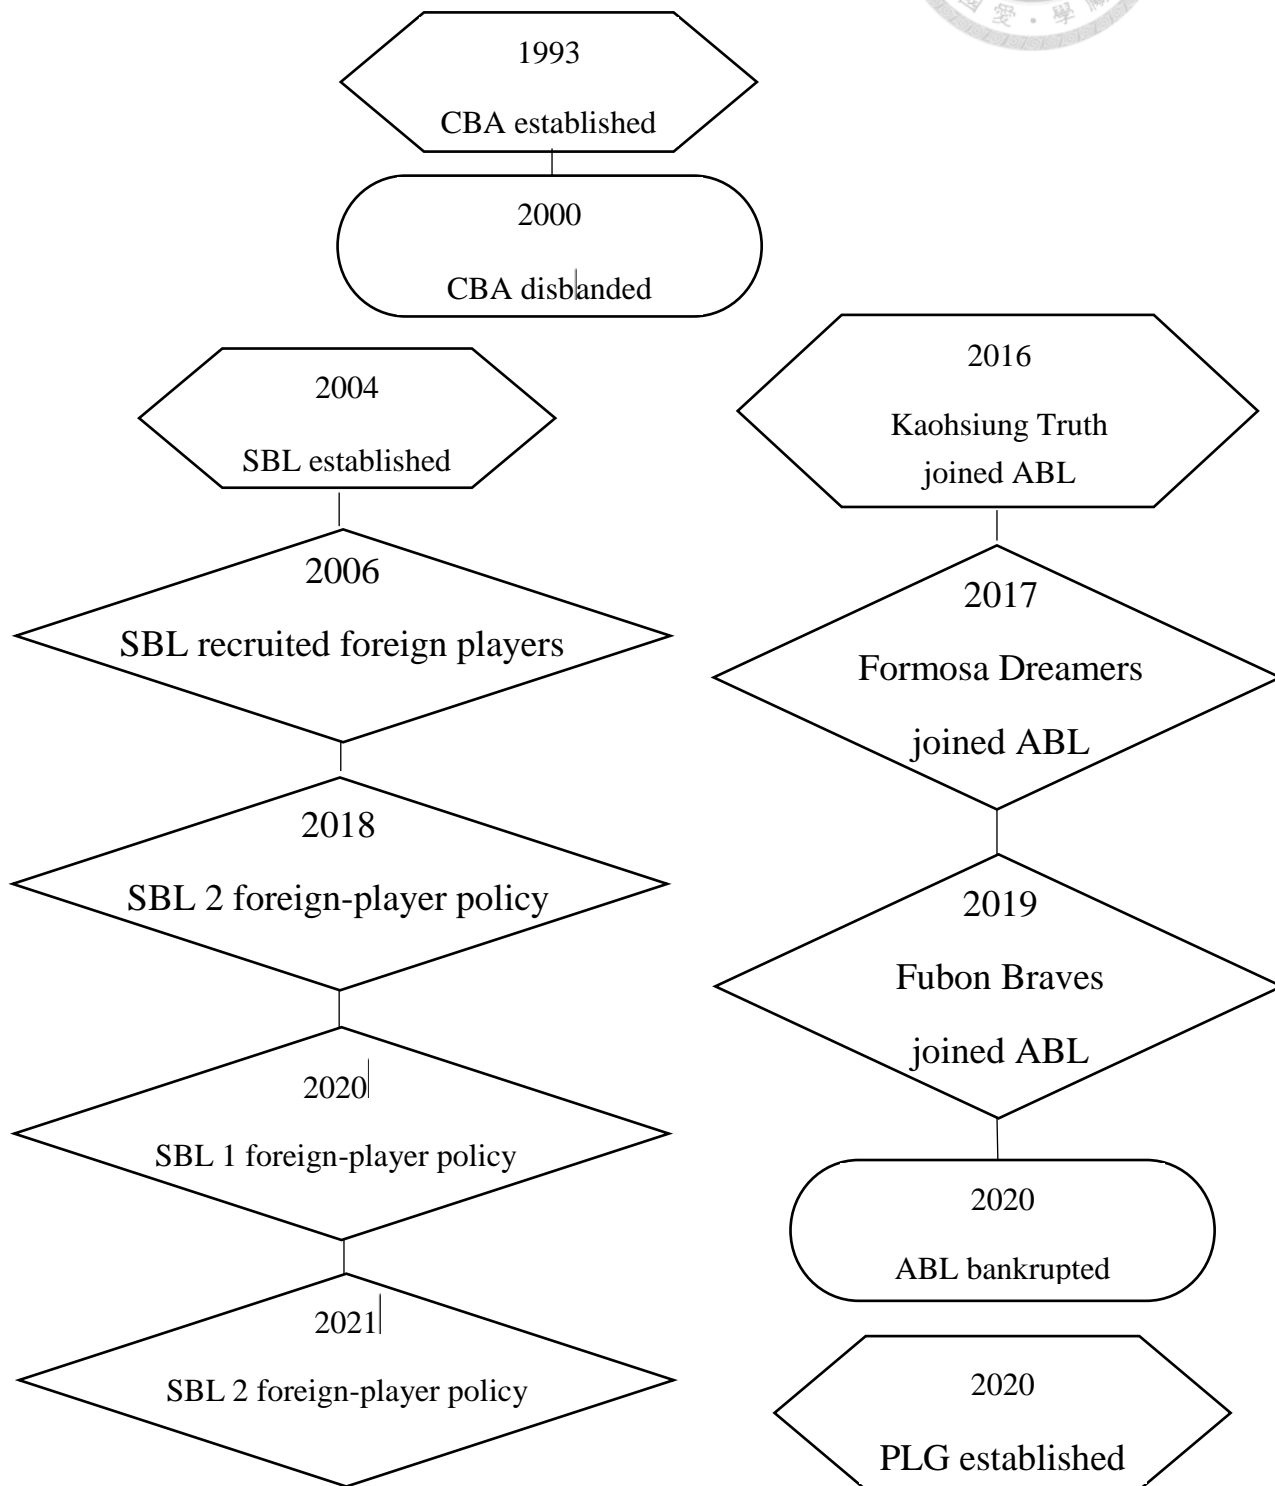 愛・學
1993
CBA established
2000
CBA disbanded
2004
SBL established
2006
SBL recruited foreign players
2018
SBL 2 foreign-player policy
2020
SBL 1 foreign-player policy
2021
SBL 2 foreign-player policy
2016
Kaohsiung Truth
joined ABL
2017
Formosa Dreamers
joined ABL
2019
Fubon Braves
joined ABL
2020
ABL bankrupted
2020
PLG established